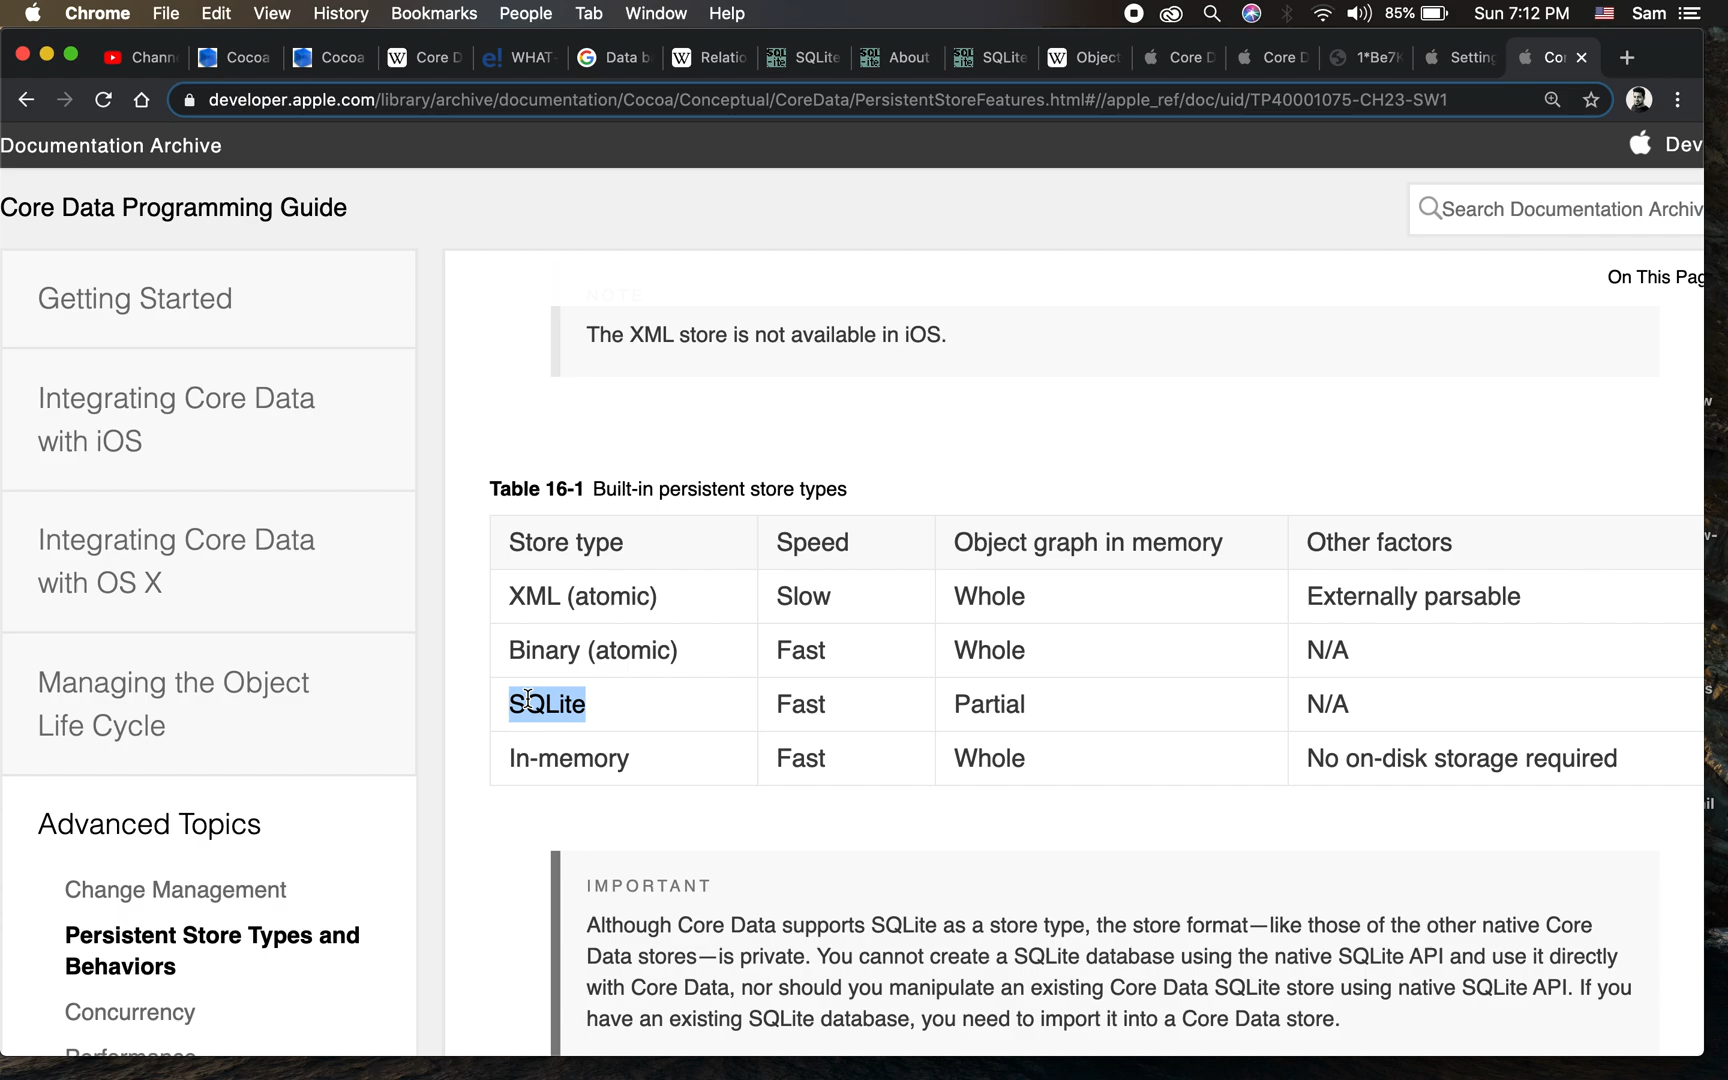 Chrome File Edit View History Bookmarks People Tab Window Help 85% Sun 7:12 PM Sam
Chann Cocoa Cocoa Core D WHAT- Data b Relatio SQLite About SQLite Object Core D Core D 1*Be7k Setting Co
developer.apple.com/library/archive/documentation/Cocoa/Conceptual/CoreData/PersistentStoreFeatures.html#//apple_ref/doc/uid/TP40001075-CH23-SW1
Documentation Archive Dev
Core Data Programming Guide
Search Documentation Archiv
On This Pag
Getting Started
Integrating Core Data
with iOS
Integrating Core Data
with OS X
Managing the Object
Life Cycle
Advanced Topics
Change Management
Persistent Store Types and
Behaviors
Concurrency
Performance
NOTE
The XML store is not available in iOS.
Table 16-1 Built-in persistent store types
Store type Speed Object graph in memory Other factors
XML (atomic) Slow Whole Externally parsable
Binary (atomic) Fast Whole N/A
SQLite Fast Partial N/A
In-memory Fast Whole No on-disk storage required
IMPORTANT
Although Core Data supports SQLite as a store type, the store format—like those of the other native Core
Data stores—is private. You cannot create a SQLite database using the native SQLite API and use it directly
with Core Data, nor should you manipulate an existing Core Data SQLite store using native SQLite API. If you
have an existing SQLite database, you need to import it into a Core Data store.